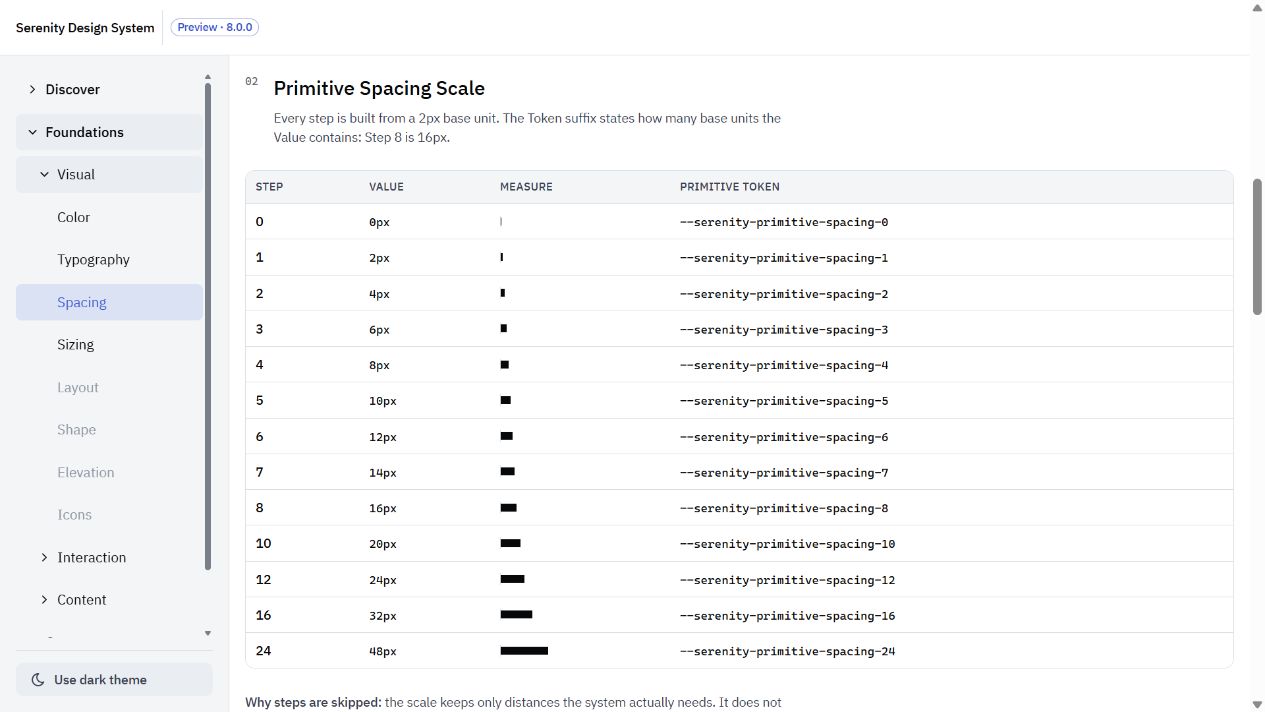 Serenity Design System
Preview · 8.0.0
Discover
Foundations
Visual
Color
Typography
Spacing
Sizing
Layout
Shape
Elevation
Icons
Interaction
Content
Use dark theme
02
Primitive Spacing Scale
Every step is built from a 2px base unit. The Token suffix states how many base units the
Value contains: Step 8 is 16px.
STEP VALUE MEASURE PRIMITIVE TOKEN
0 0px --serenity-primitive-spacing-0
1 2px --serenity-primitive-spacing-1
2 4px --serenity-primitive-spacing-2
3 6px --serenity-primitive-spacing-3
4 8px --serenity-primitive-spacing-4
5 10px --serenity-primitive-spacing-5
6 12px --serenity-primitive-spacing-6
7 14px --serenity-primitive-spacing-7
8 16px --serenity-primitive-spacing-8
10 20px --serenity-primitive-spacing-10
12 24px --serenity-primitive-spacing-12
16 32px --serenity-primitive-spacing-16
24 48px --serenity-primitive-spacing-24
Why steps are skipped: the scale keeps only distances the system actually needs. It does not